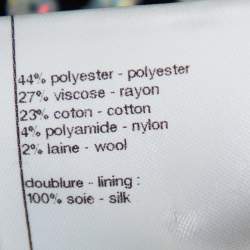 44% polyester - polyester
27% viscose - rayon
23% coton - cotton
4% polyamide - nylon
2% laine - wool
doublure - lining :
100% soie - silk